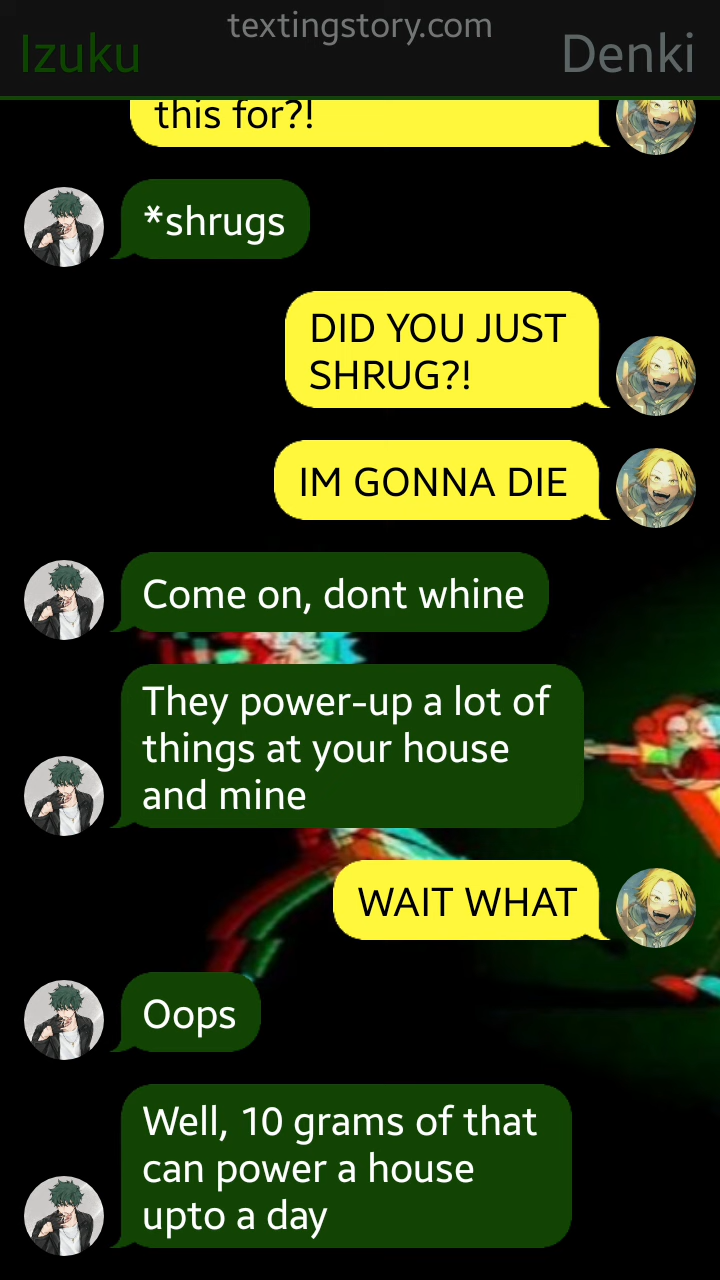 textingstory.com
Izuku
Denki
this for?!
*shrugs
DID YOU JUST
SHRUG?!
IM GONNA DIE
Come on, dont whine
They power-up a lot of
things at your house
and mine
WAIT WHAT
Oops
Well, 10 grams of that
can power a house
upto a day